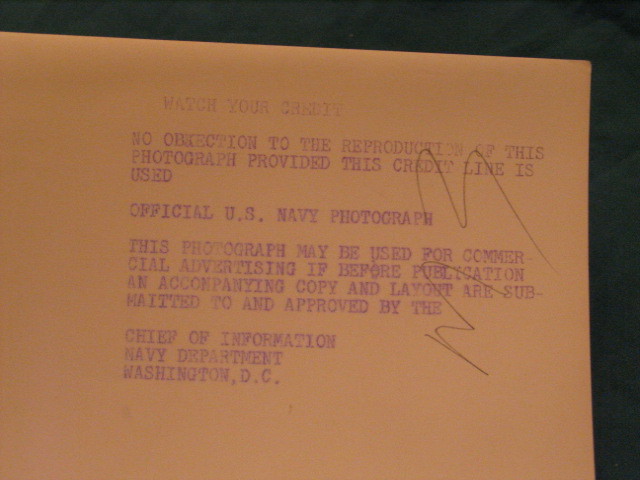 WATCH YOUR CREDIT
NO OBKECTION TO THE REPRODUCTION OF THIS
PHOTOGRAPH PROVIDED THIS CREDIT LINE IS
USED
OFFICIAL U.S. NAVY PHOTOGRAPH
THIS PHOTOGRAPH MAY BE USED FOR COMMER-
CIAL ADVERTISING IF BEFORE PUBLICATION
AN ACCOMPANYING COPY AND LAYOUT ARE SUB-
MAITTED TO AND APPROVED BY THE
CHIEF OF INFORMATION
NAVY DEPARTMENT
WASHINGTON,D.C.